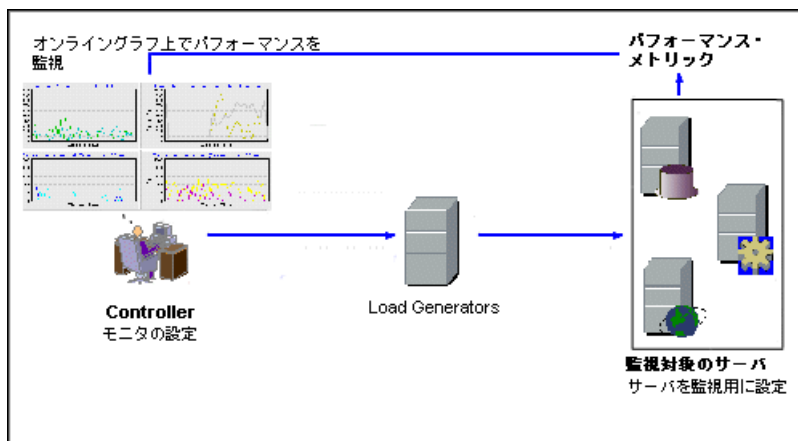 オンラインググラフ上でパフォーマンスを
監視
パフォーマンス・
メトリック
Controller
モニタの設定
Load Generators
監視対後のサーバ
サーバを監視用に設定